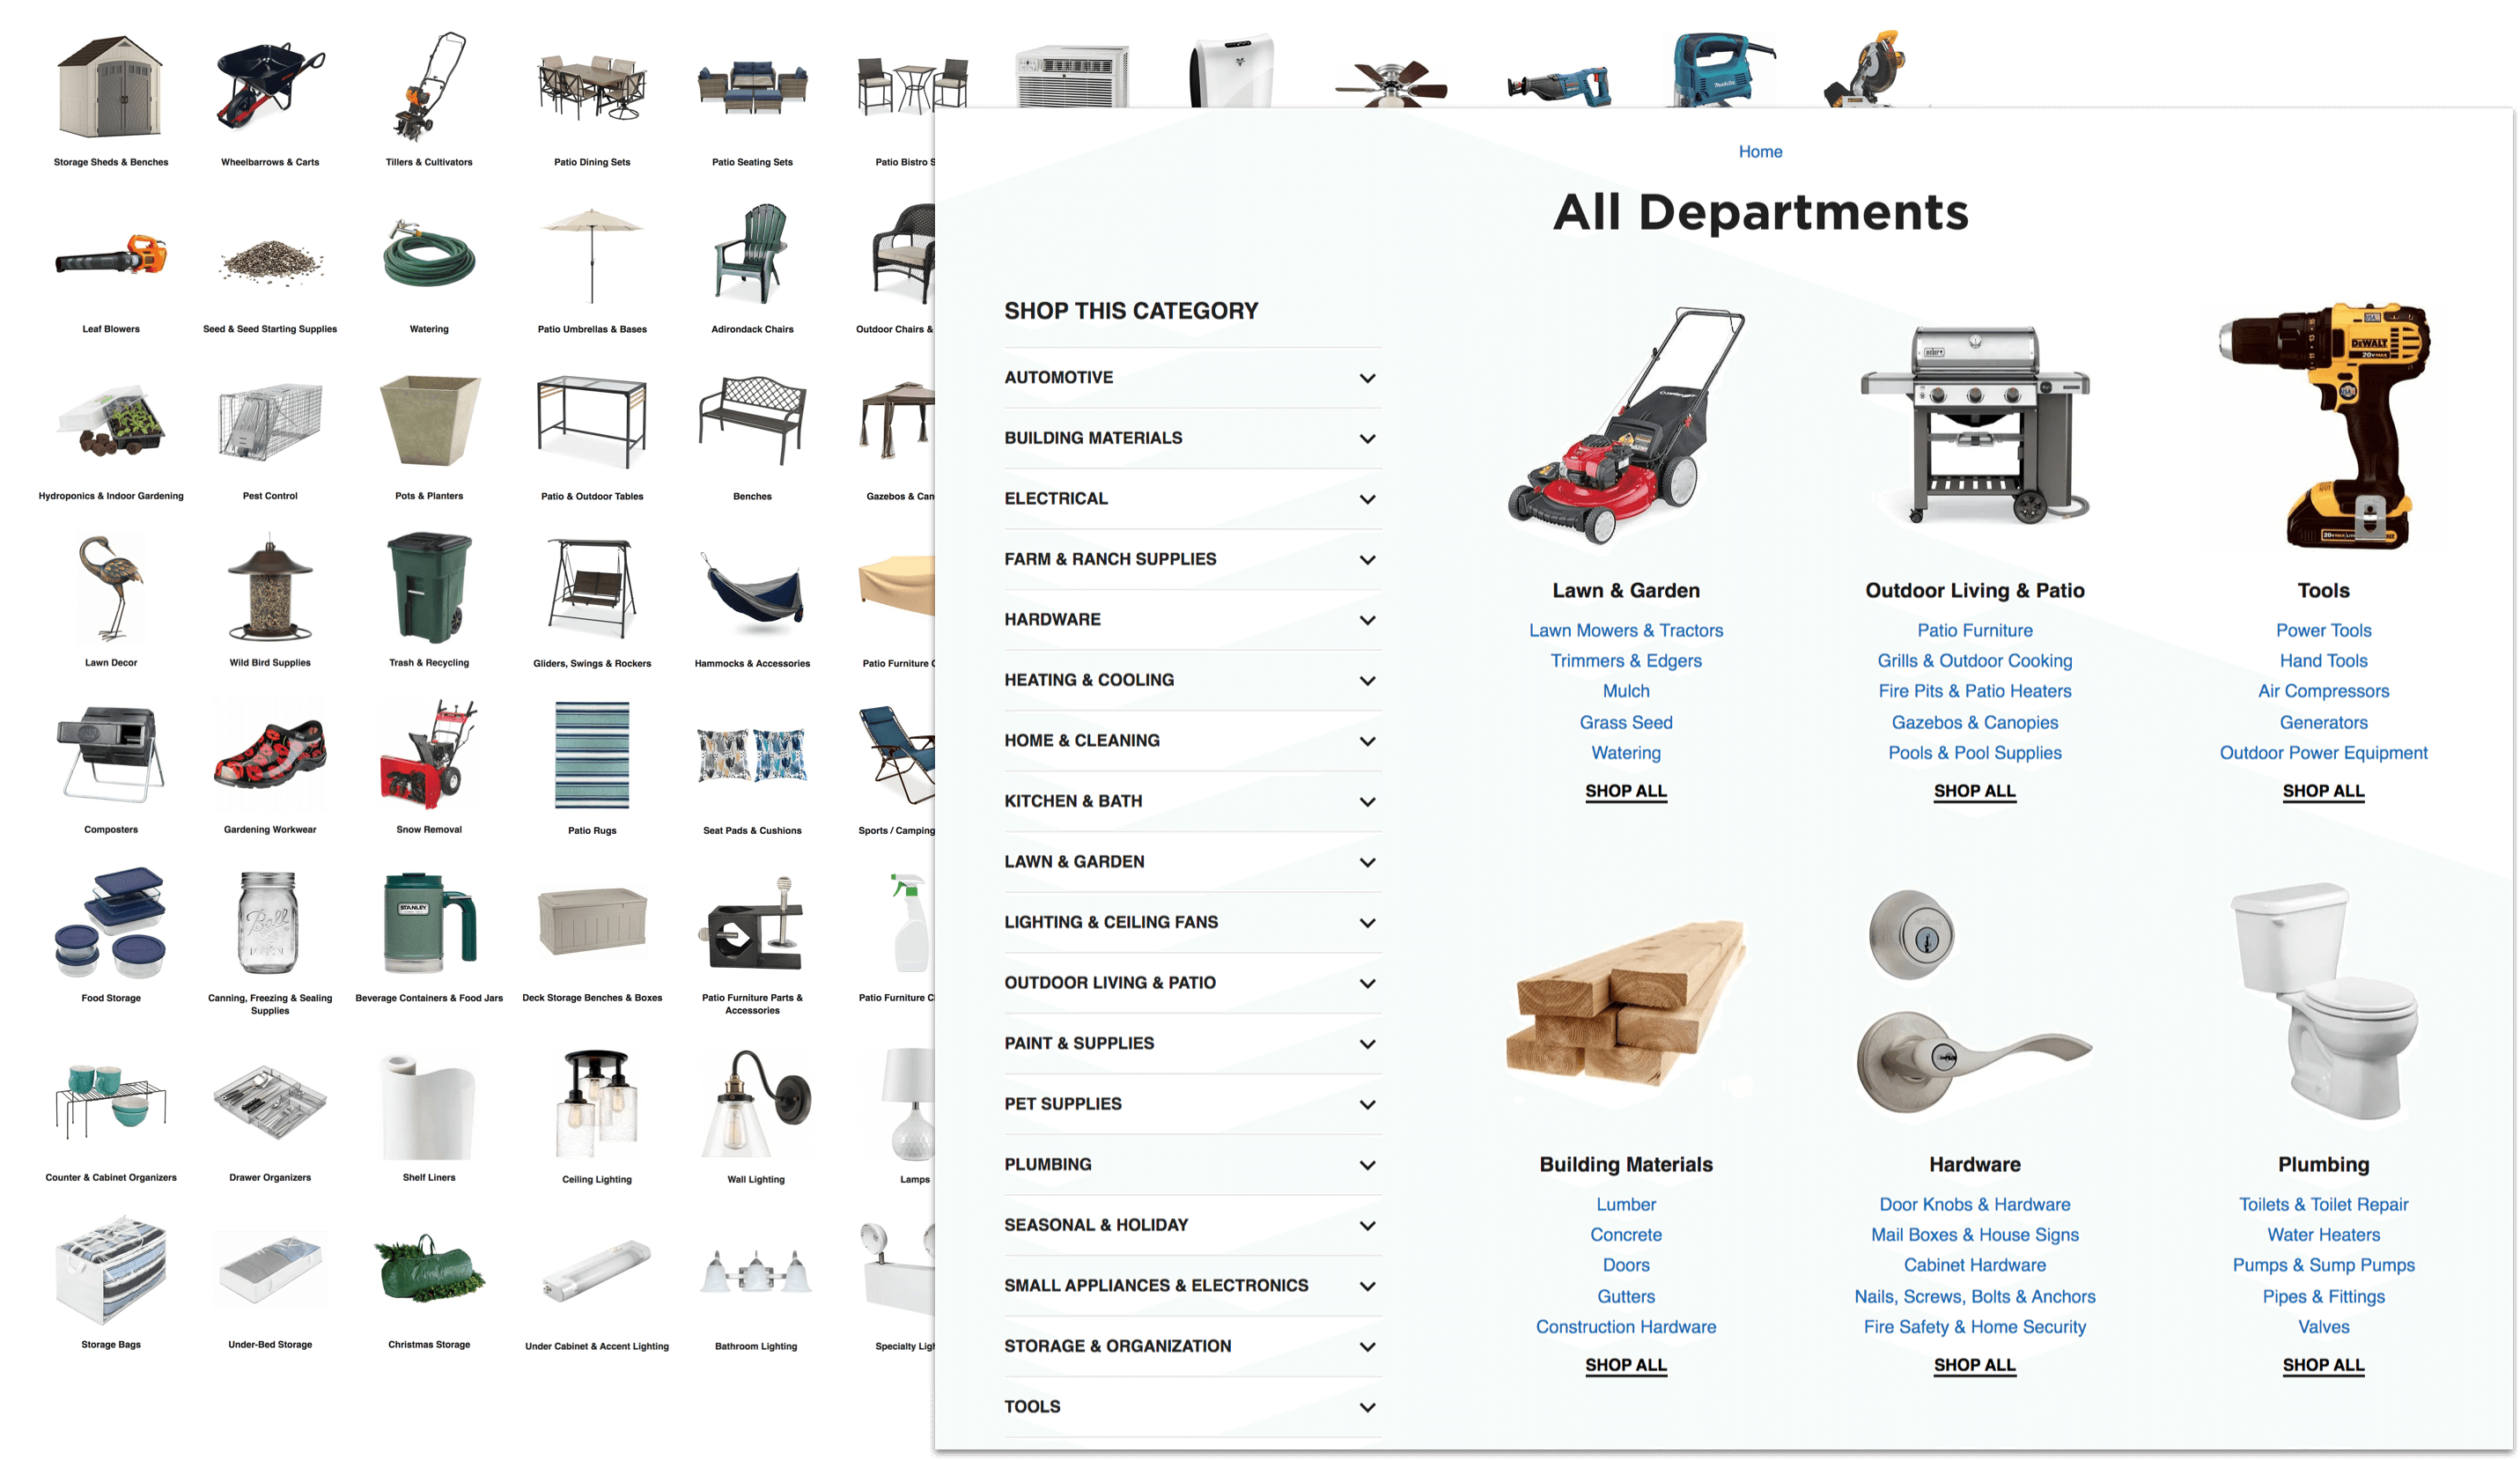 Storage Sheds & Benches
Wheelbarrows & Carts
Tillers & Cultivators
Patio Dining Sets
Patio Seating Sets
Patio Bistro S
Leaf Blowers
Seed & Seed Starting Supplies
Watering
Patio Umbrellas & Bases
Adirondack Chairs
Outdoor Chairs &
Hydroponics & Indoor Gardening
Pest Control
Pots & Planters
Patio & Outdoor Tables
Benches
Gazebos & Can
Lawn Decor
Wild Bird Supplies
Trash & Recycling
Gliders, Swings & Rockers
Hammocks & Accessories
Patio Furniture C
Composters
Gardening Workwear
Snow Removal
Patio Rugs
Seat Pads & Cushions
Sports / Camping
Ball
STANLEY
Food Storage
Canning, Freezing & Sealing
Supplies
Beverage Containers & Food Jars
Deck Storage Benches & Boxes
Patio Furniture Parts &
Accessories
Patio Furniture C
Counter & Cabinet Organizers
Drawer Organizers
Shelf Liners
Ceiling Lighting
Wall Lighting
Lamps
Storage Bags
Under-Bed Storage
Christmas Storage
Under Cabinet & Accent Lighting
Bathroom Lighting
Specialty Ligh
makita
Home
All Departments
SHOP THIS CATEGORY
AUTOMOTIVE
BUILDING MATERIALS
ELECTRICAL
FARM & RANCH SUPPLIES
HARDWARE
HEATING & COOLING
HOME & CLEANING
KITCHEN & BATH
LAWN & GARDEN
LIGHTING & CEILING FANS
OUTDOOR LIVING & PATIO
PAINT & SUPPLIES
PET SUPPLIES
PLUMBING
SEASONAL & HOLIDAY
SMALL APPLIANCES & ELECTRONICS
STORAGE & ORGANIZATION
TOOLS
Lawn & Garden
Lawn Mowers & Tractors
Trimmers & Edgers
Mulch
Grass Seed
Watering
SHOP ALL
weber
Outdoor Living & Patio
Patio Furniture
Grills & Outdoor Cooking
Fire Pits & Patio Heaters
Gazebos & Canopies
Pools & Pool Supplies
SHOP ALL
DEWALT
20V MAX
20V MAX
Tools
Power Tools
Hand Tools
Air Compressors
Generators
Outdoor Power Equipment
SHOP ALL
Building Materials
Lumber
Concrete
Doors
Gutters
Construction Hardware
SHOP ALL
Hardware
Door Knobs & Hardware
Mail Boxes & House Signs
Cabinet Hardware
Nails, Screws, Bolts & Anchors
Fire Safety & Home Security
SHOP ALL
Plumbing
Toilets & Toilet Repair
Water Heaters
Pumps & Sump Pumps
Pipes & Fittings
Valves
SHOP ALL